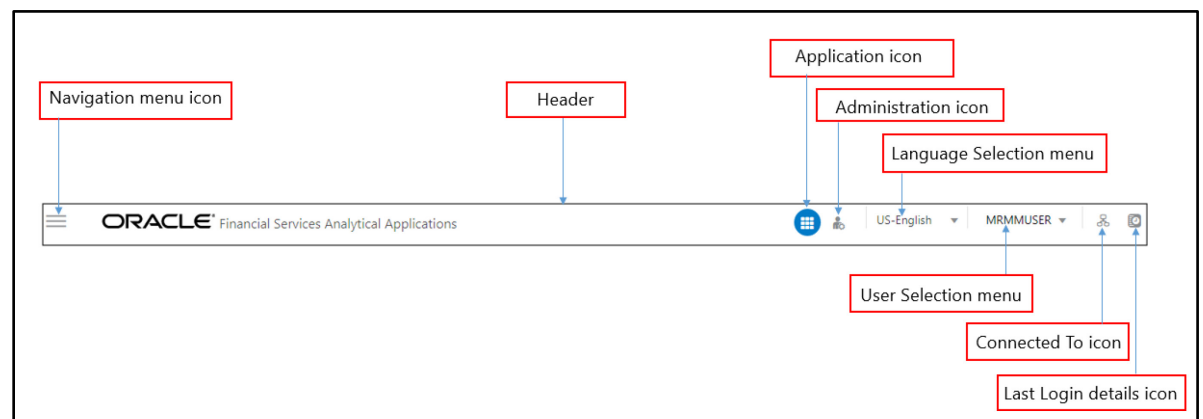 Application icon
Navigation menu icon
Header
Administration icon
Language Selection menu
ORACLE® Financial Services Analytical Applications
US-English
MRMMUSER
User Selection menu
Connected To icon
Last Login details icon